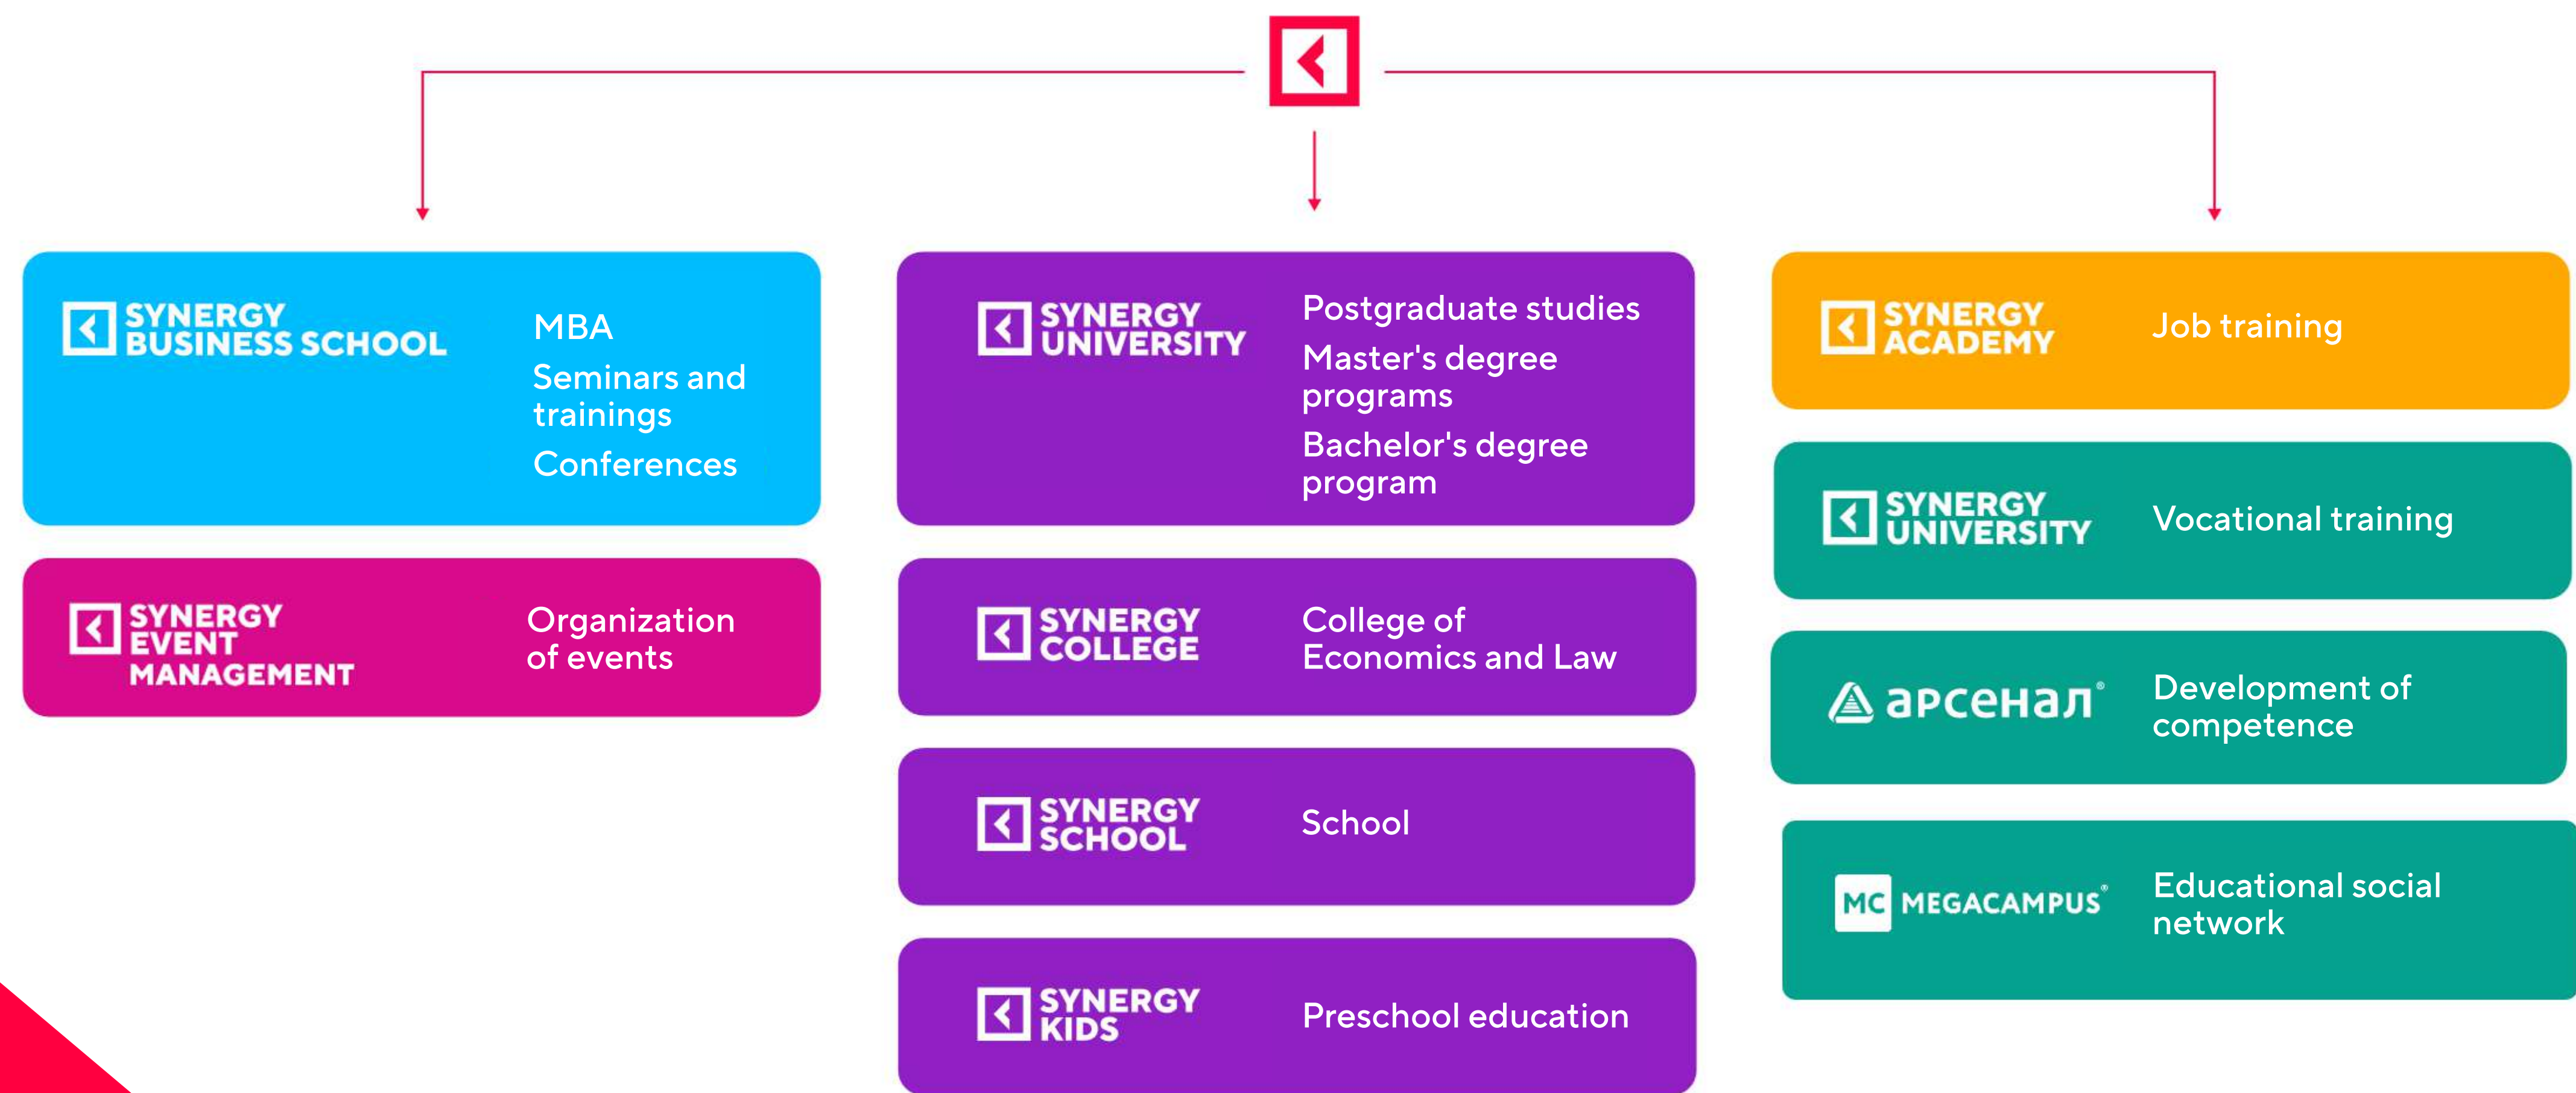 SYNERGY
BUSINESS SCHOOL
MBA
Seminars and
trainings
Conferences
SYNERGY
EVENT
MANAGEMENT
Organization
of events
SYNERGY
UNIVERSITY
Postgraduate studies
Master's degree
programs
Bachelor's degree
program
SYNERGY
COLLEGE
College of
Economics and Law
SYNERGY
SCHOOL
School
SYNERGY
KIDS
Preschool education
SYNERGY
ACADEMY
Job training
SYNERGY
UNIVERSITY
Vocational training
арсенал®
Development of
competence
MC MEGACAMPUS®
Educational social
network